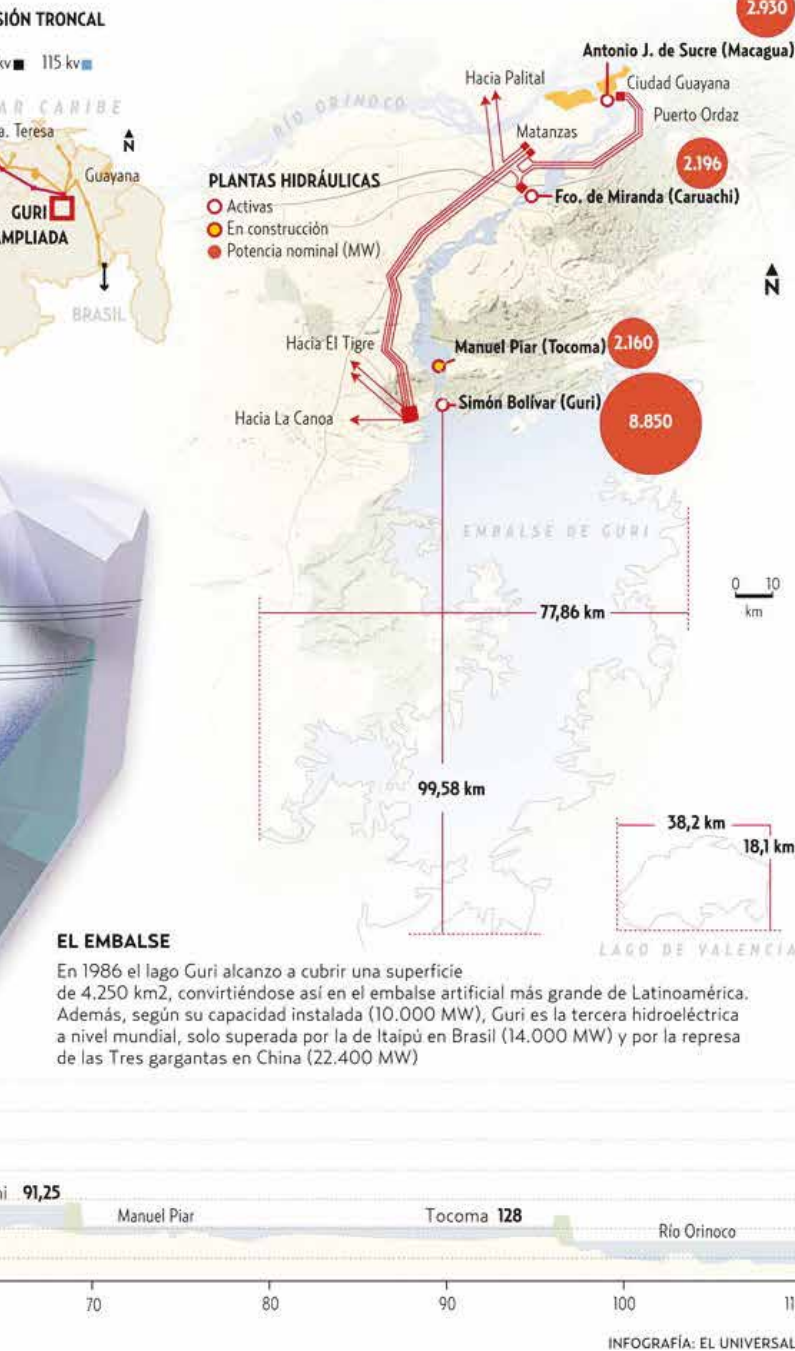 SIÓN TRONCAL
kv 115 kv
AR CARIBE
a. Teresa
N
Guayana
GURI
AMPLIADA
BRASIL
2.930
Antonio J. de Sucre (Macagua)
Hacia Palital
Ciudad Guayana
RÍO ORINOCO
Puerto Ordaz
Matanzas
2.196
PLANTAS HIDRÁULICAS
Activas
En construcción
Potencia nominal (MW)
Fco. de Miranda (Caruachi)
N
Hacia El Tigre
Manuel Piar (Tocoma) 2.160
Simón Bolívar (Guri)
8.850
Hacia La Canoa
EMBALSE DE GURI
0 10
km
77,86 km
99,58 km
38,2 km
18,1 km
LAGO DE VALENCIA
EL EMBALSE
En 1986 el lago Guri alcanzo a cubrir una superficie
de 4.250 km2, convirtiéndose así en el embalse artificial más grande de Latinoamérica.
Además, según su capacidad instalada (10.000 MW), Guri es la tercera hidroeléctrica
a nivel mundial, solo superada por la de Itaipú en Brasil (14.000 MW) y por la represa
de las Tres gargantas en China (22.400 MW)
91,25
Manuel Piar
Tocoma 128
Río Orinoco
70 80 90 100 11
INFOGRAFÍA: EL UNIVERSAL